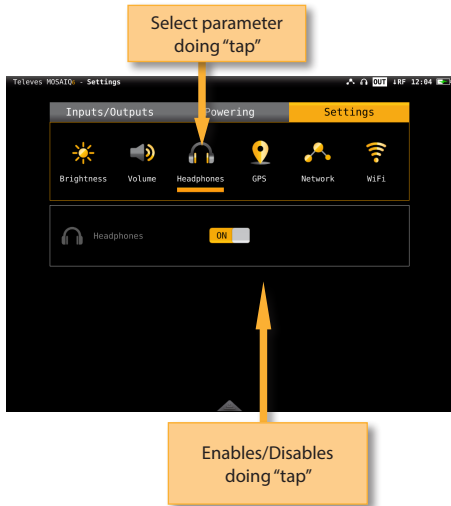 Select parameter
doing "tap"
Televes MOSAIQ6 - Settings OUT ↓RF 12:04
Inputs/Outputs Powering Settings
Brightness Volume Headphones GPS Network WiFi
Headphones ON
Enables/Disables
doing "tap"